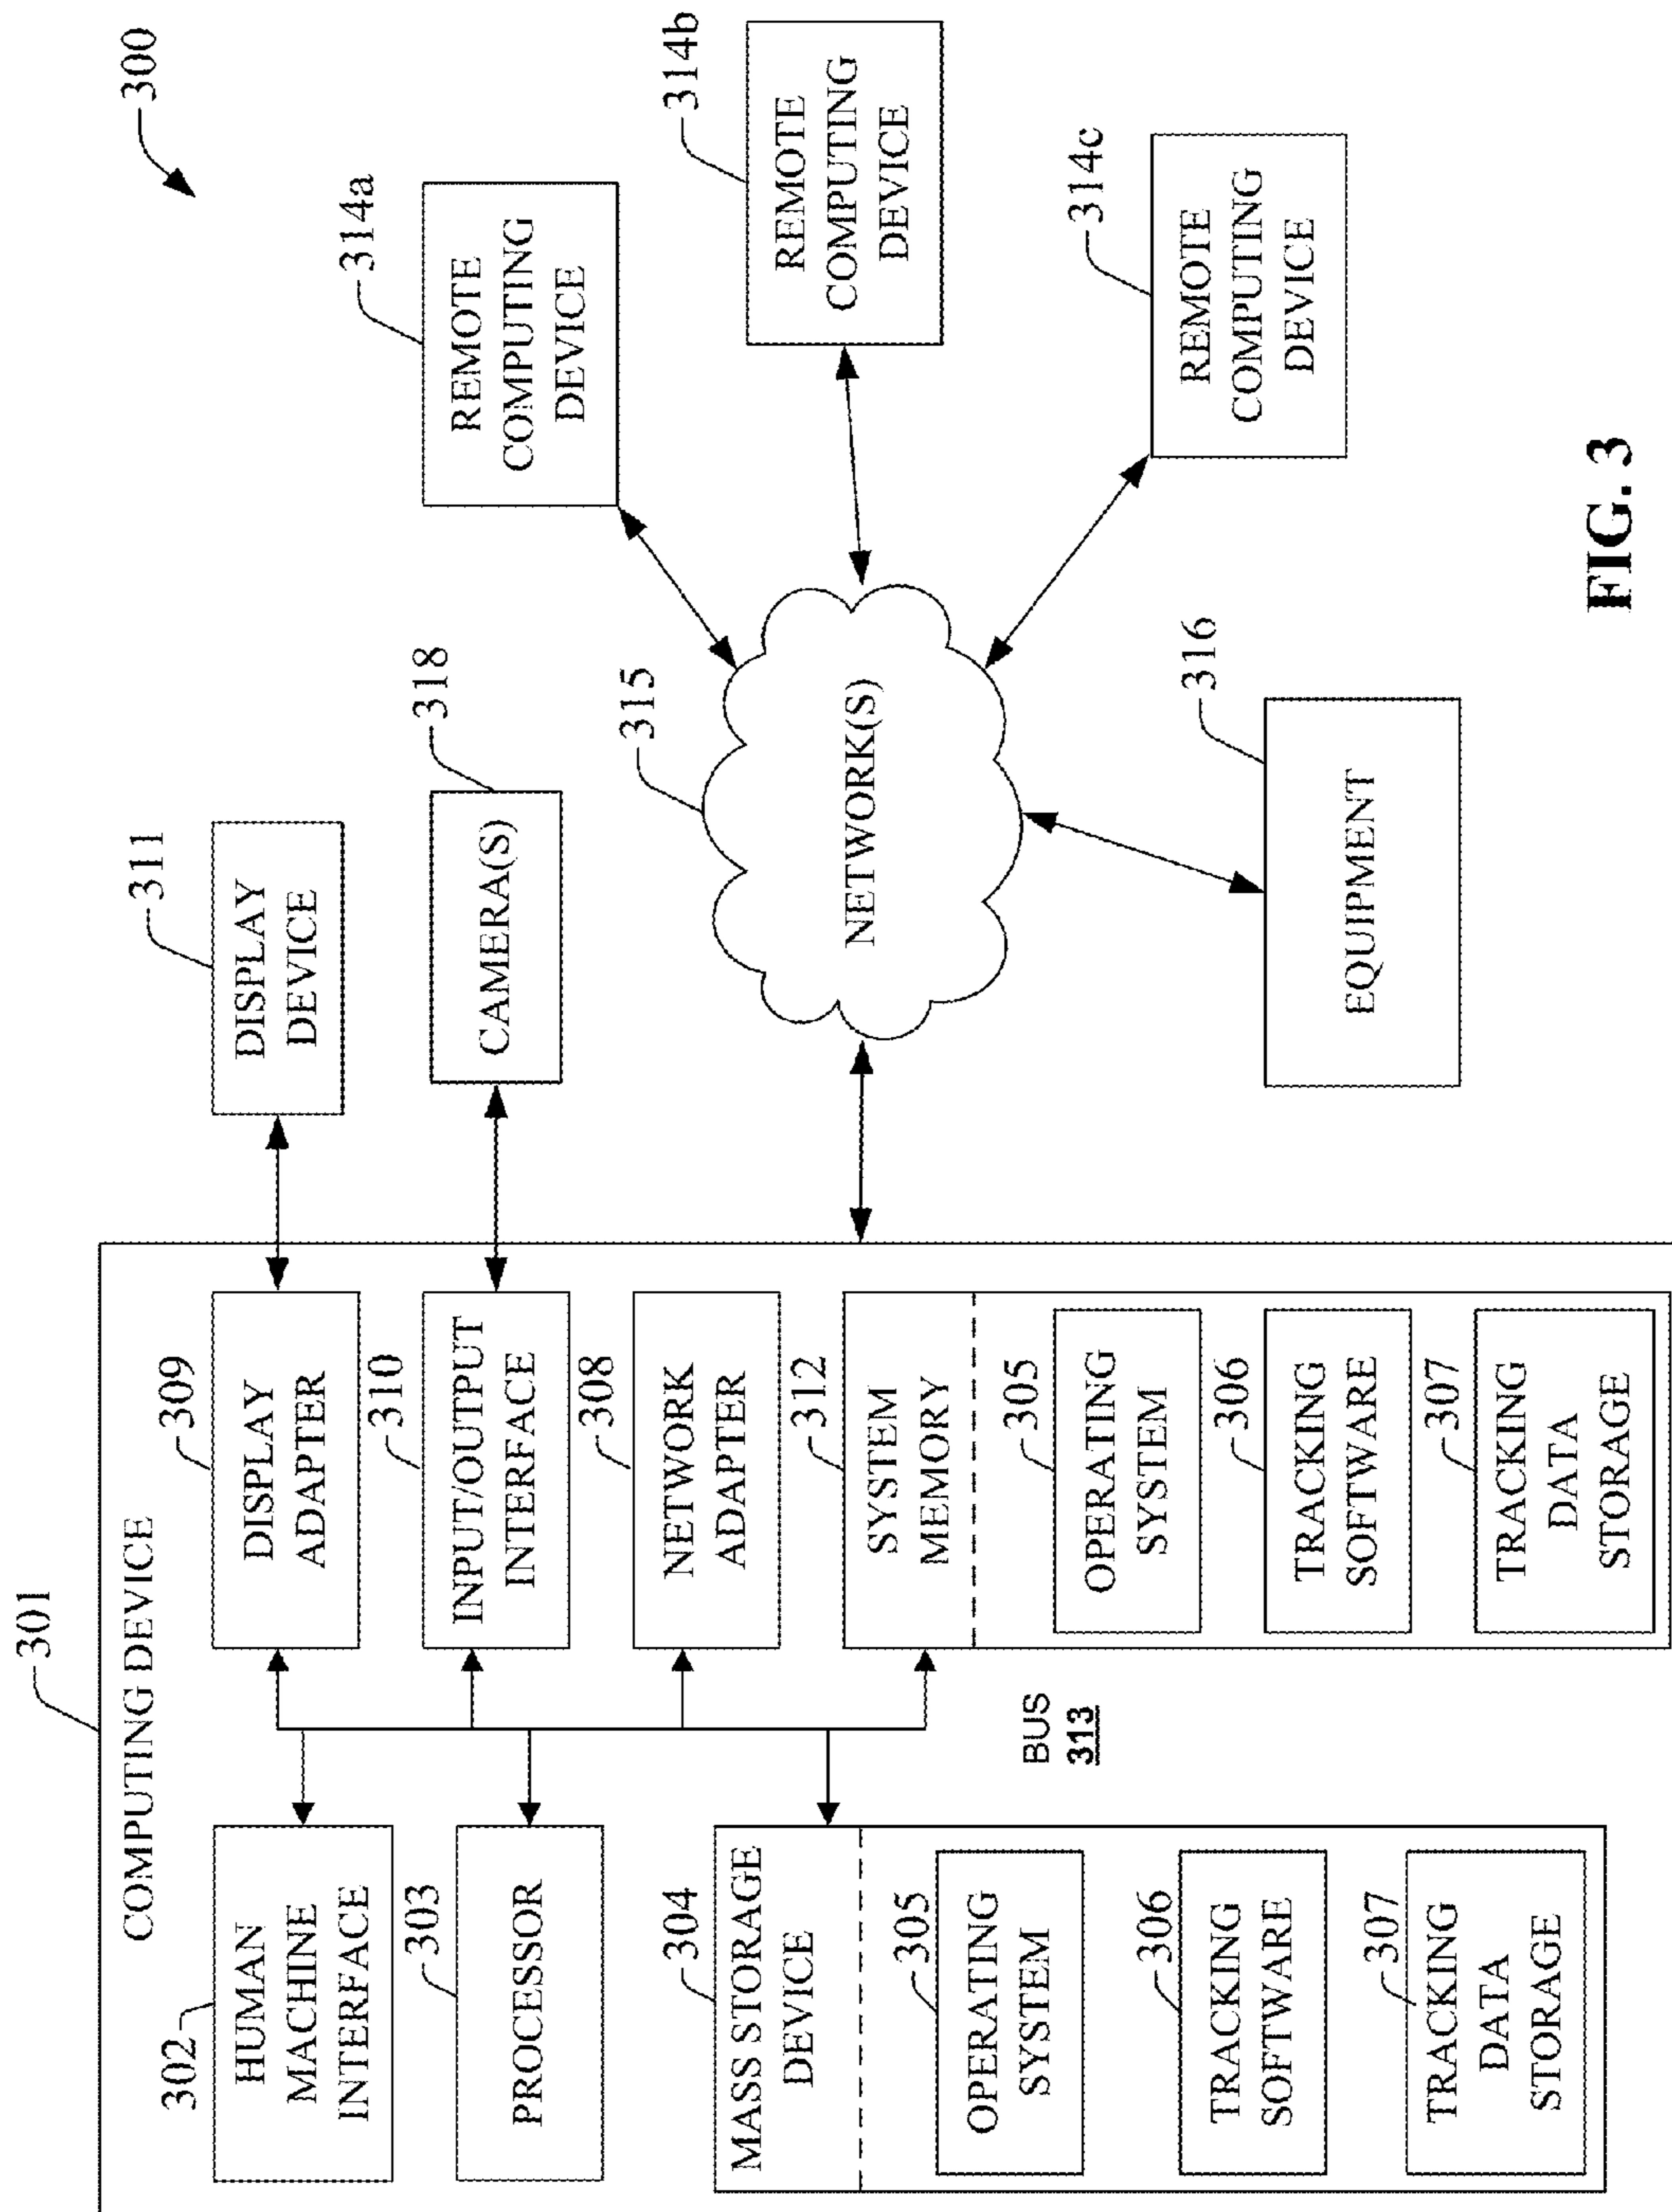 300
301
COMPUTING DEVICE
302
HUMAN
MACHINE
INTERFACE
303
PROCESSOR
304
MASS STORAGE
DEVICE
305
OPERATING
SYSTEM
306
TRACKING
SOFTWARE
307
TRACKING
DATA
STORAGE
BUS
313
309
DISPLAY
ADAPTER
310
INPUT/OUTPUT
INTERFACE
308
NETWORK
ADAPTER
312
SYSTEM
MEMORY
305
OPERATING
SYSTEM
306
TRACKING
SOFTWARE
307
TRACKING
DATA
STORAGE
311
DISPLAY
DEVICE
318
CAMERA(S)
315
NETWORK(S)
316
EQUIPMENT
314a
REMOTE
COMPUTING
DEVICE
314b
REMOTE
COMPUTING
DEVICE
314c
REMOTE
COMPUTING
DEVICE
FIG. 3